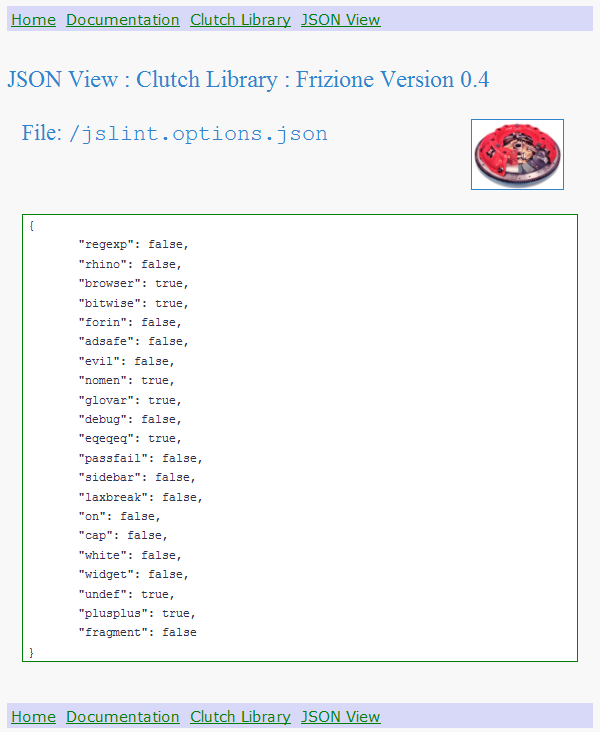 Home Documentation Clutch Library JSON View
JSON View : Clutch Library : Frizione Version 0.4
File: /jslint.options.json
{
"regexp": false,
"rhino": false,
"browser": true,
"bitwise": true,
"forin": false,
"adsafe": false,
"evil": false,
"nomen": true,
"glovar": true,
"debug": false,
"eqeqeq": true,
"passfail": false,
"sidebar": false,
"laxbreak": false,
"on": false,
"cap": false,
"white": false,
"widget": false,
"undef": true,
"plusplus": true,
"fragment": false
}
Home Documentation Clutch Library JSON View